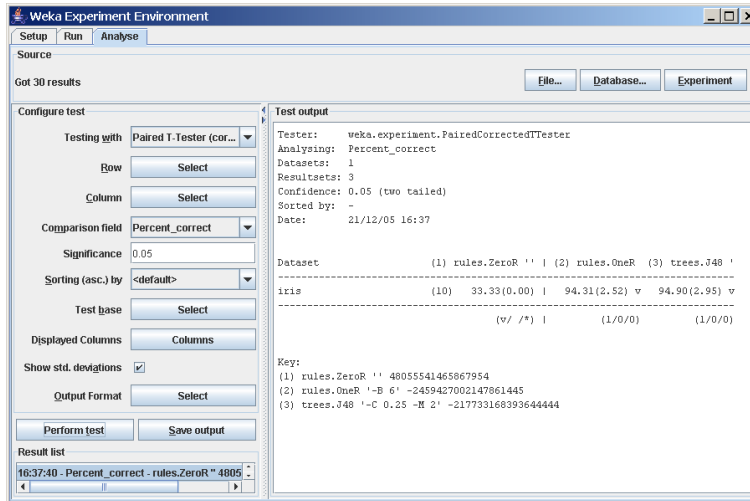 Weka Experiment Environment
Setup Run Analyse
Source
Got 30 results
File... Database... Experiment
Configure test
Testing with Paired T-Tester (cor...
Row Select
Column Select
Comparison field Percent_correct
Significance 0.05
Sorting (asc.) by <default>
Test base Select
Displayed Columns Columns
Show std. deviations
Output Format Select
Perform test Save output
Result list
16:37:40 - Percent_correct - rules.ZeroR '' 4805
Test output
Tester: weka.experiment.PairedCorrectedTTester
Analysing: Percent_correct
Datasets: 1
Resultsets: 3
Confidence: 0.05 (two tailed)
Sorted by: -
Date: 21/12/05 16:37
Dataset (1) rules.ZeroR '' | (2) rules.OneR (3) trees.J48 '
--------------------------------------------------------------
iris (10) 33.33(0.00) | 94.31(2.52) v 94.90(2.95) v
--------------------------------------------------------------
(v/ /*) | (1/0/0) (1/0/0)
Key:
(1) rules.ZeroR '' 48055541465867954
(2) rules.OneR '-B 6' -2459427002147861445
(3) trees.J48 '-C 0.25 -M 2' -217733168393644444